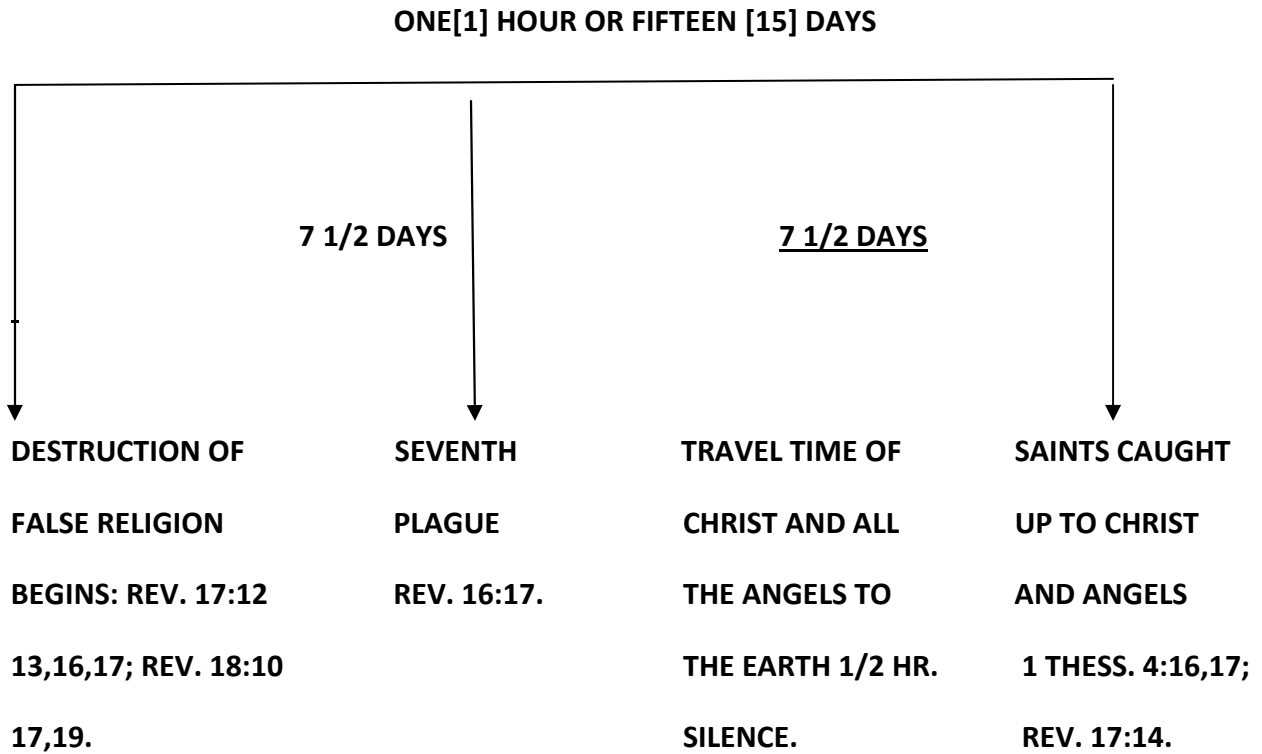 ONE[1] HOUR OR FIFTEEN [15] DAYS
7 1/2 DAYS
7 1/2 DAYS
DESTRUCTION OF
FALSE RELIGION
BEGINS: REV. 17:12
13,16,17; REV. 18:10
17,19.
SEVENTH
PLAGUE
REV. 16:17.
TRAVEL TIME OF
CHRIST AND ALL
THE ANGELS TO
THE EARTH 1/2 HR.
SILENCE.
SAINTS CAUGHT
UP TO CHRIST
AND ANGELS
1 THESS. 4:16,17;
REV. 17:14.